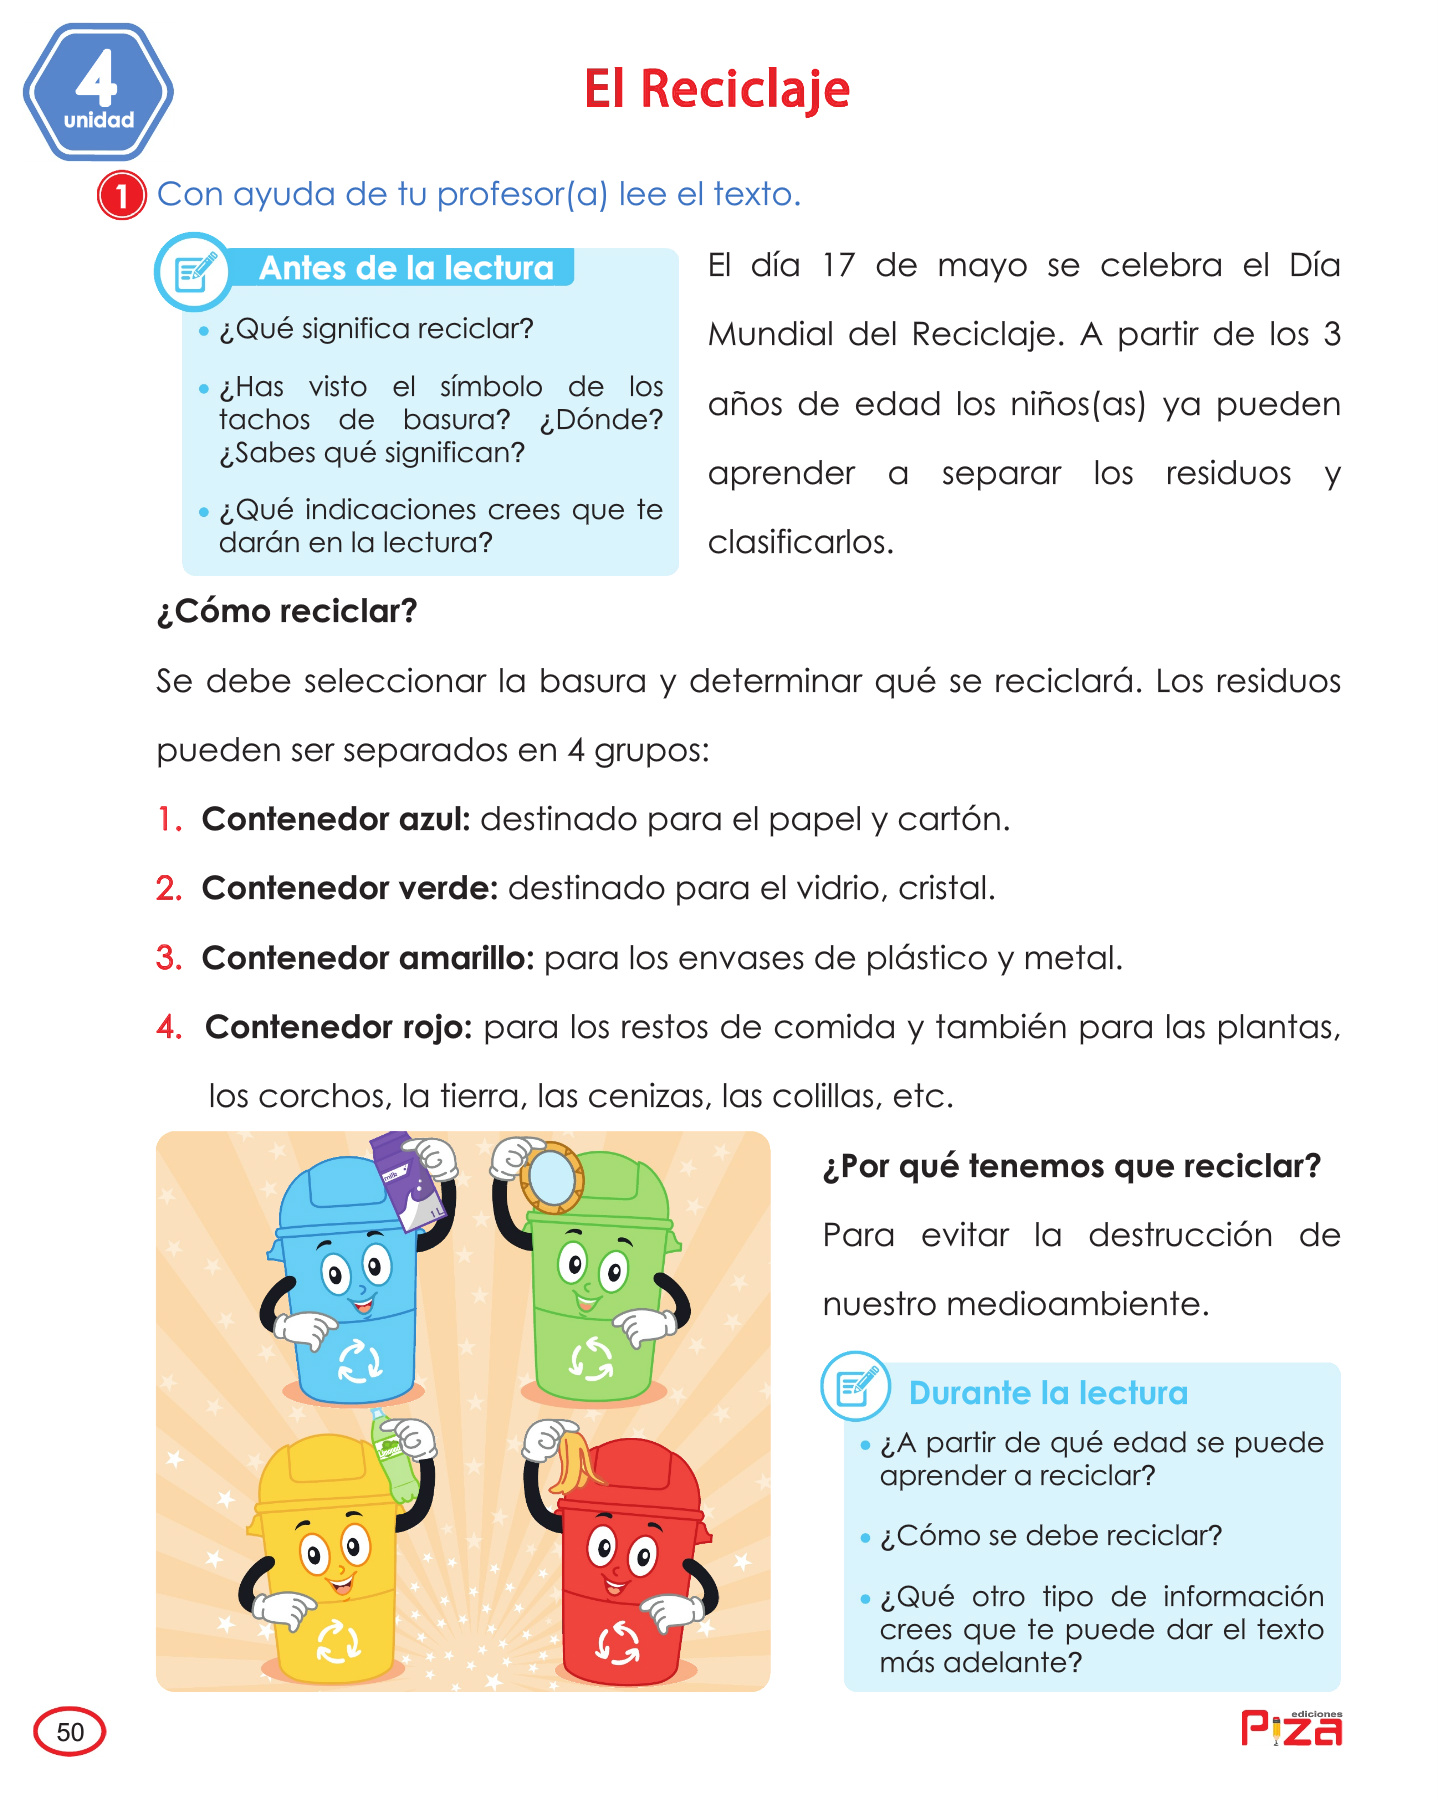 4
unidad
El Reciclaje
1 Con ayuda de tu profesor(a) lee el texto.
Antes de la lectura
• ¿Qué significa reciclar?
• ¿Has visto el símbolo de los
tachos de basura? ¿Dónde?
¿Sabes qué significan?
• ¿Qué indicaciones crees que te
darán en la lectura?
El día 17 de mayo se celebra el Día
Mundial del Reciclaje. A partir de los 3
años de edad los niños(as) ya pueden
aprender a separar los residuos y
clasificarlos.
¿Cómo reciclar?
Se debe seleccionar la basura y determinar qué se reciclará. Los residuos
pueden ser separados en 4 grupos:
1. Contenedor azul: destinado para el papel y cartón.
2. Contenedor verde: destinado para el vidrio, cristal.
3. Contenedor amarillo: para los envases de plástico y metal.
4. Contenedor rojo: para los restos de comida y también para las plantas,
los corchos, la tierra, las cenizas, las colillas, etc.
milk
1 L
¿Por qué tenemos que reciclar?
Para evitar la destrucción de
nuestro medioambiente.
Durante la lectura
• ¿A partir de qué edad se puede
aprender a reciclar?
• ¿Cómo se debe reciclar?
• ¿Qué otro tipo de información
crees que te puede dar el texto
más adelante?
50
ediciones
Piza